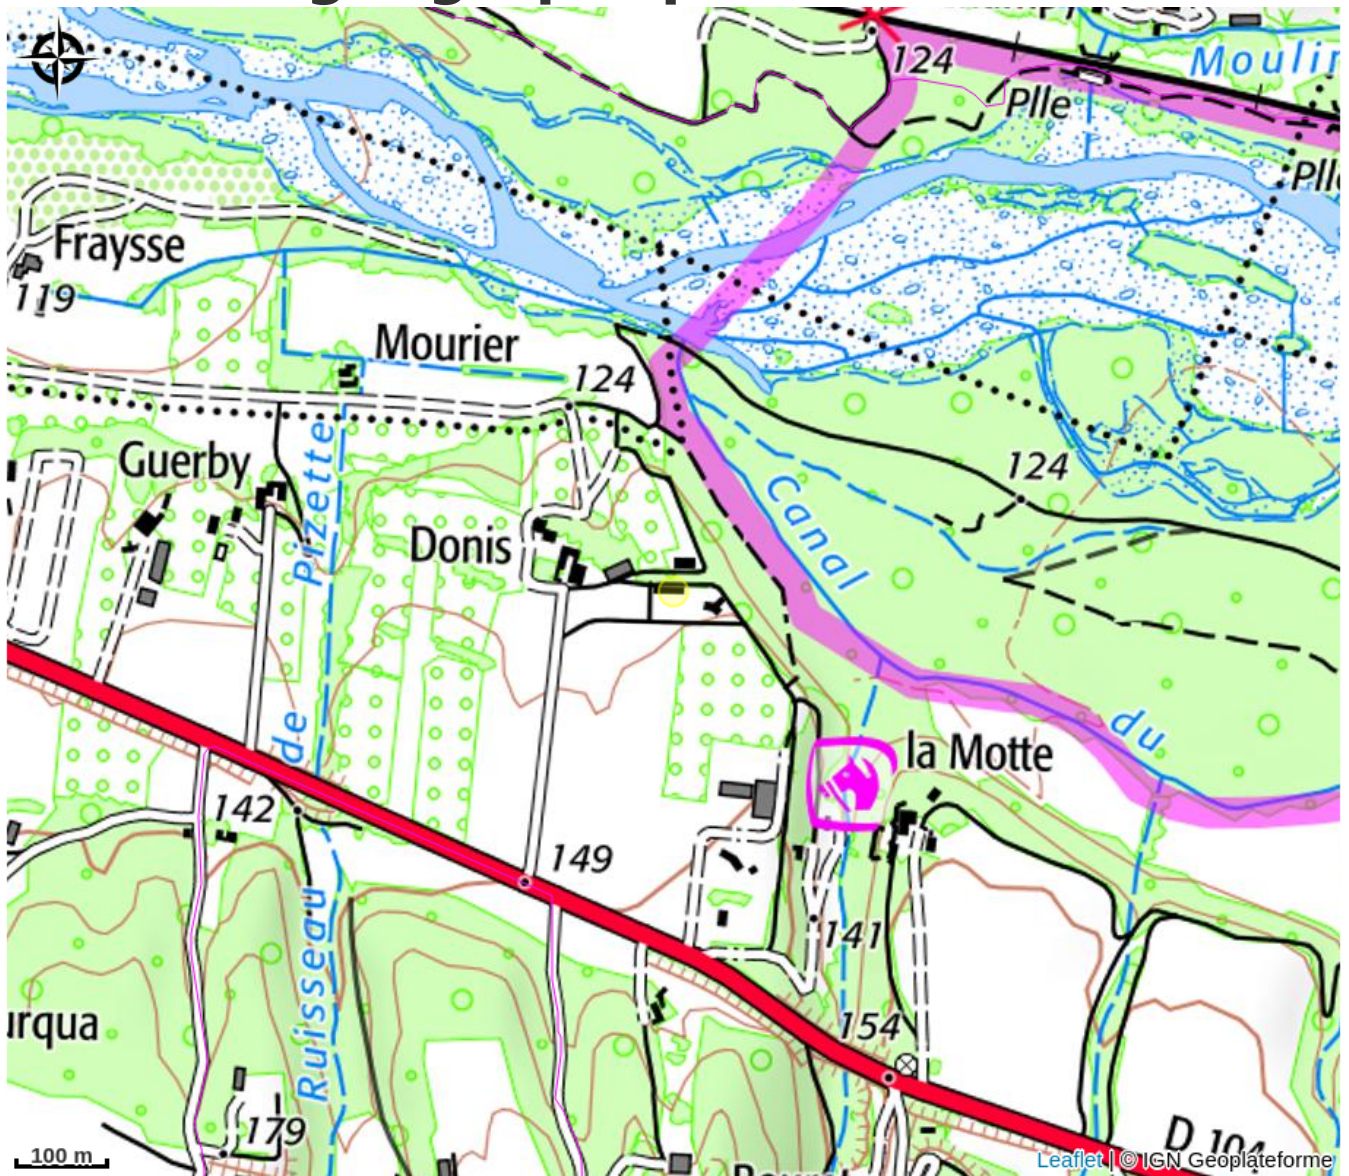 124
Moulin
Plle
Plle
Fraysse
119
Mourier
124
Guerby
124
Canal
Donis
Pizette
du
de
la Motte
142
149
141
Ruisseau
154
179
100 m
D 104
Leaflet | © IGN Geoplateforme